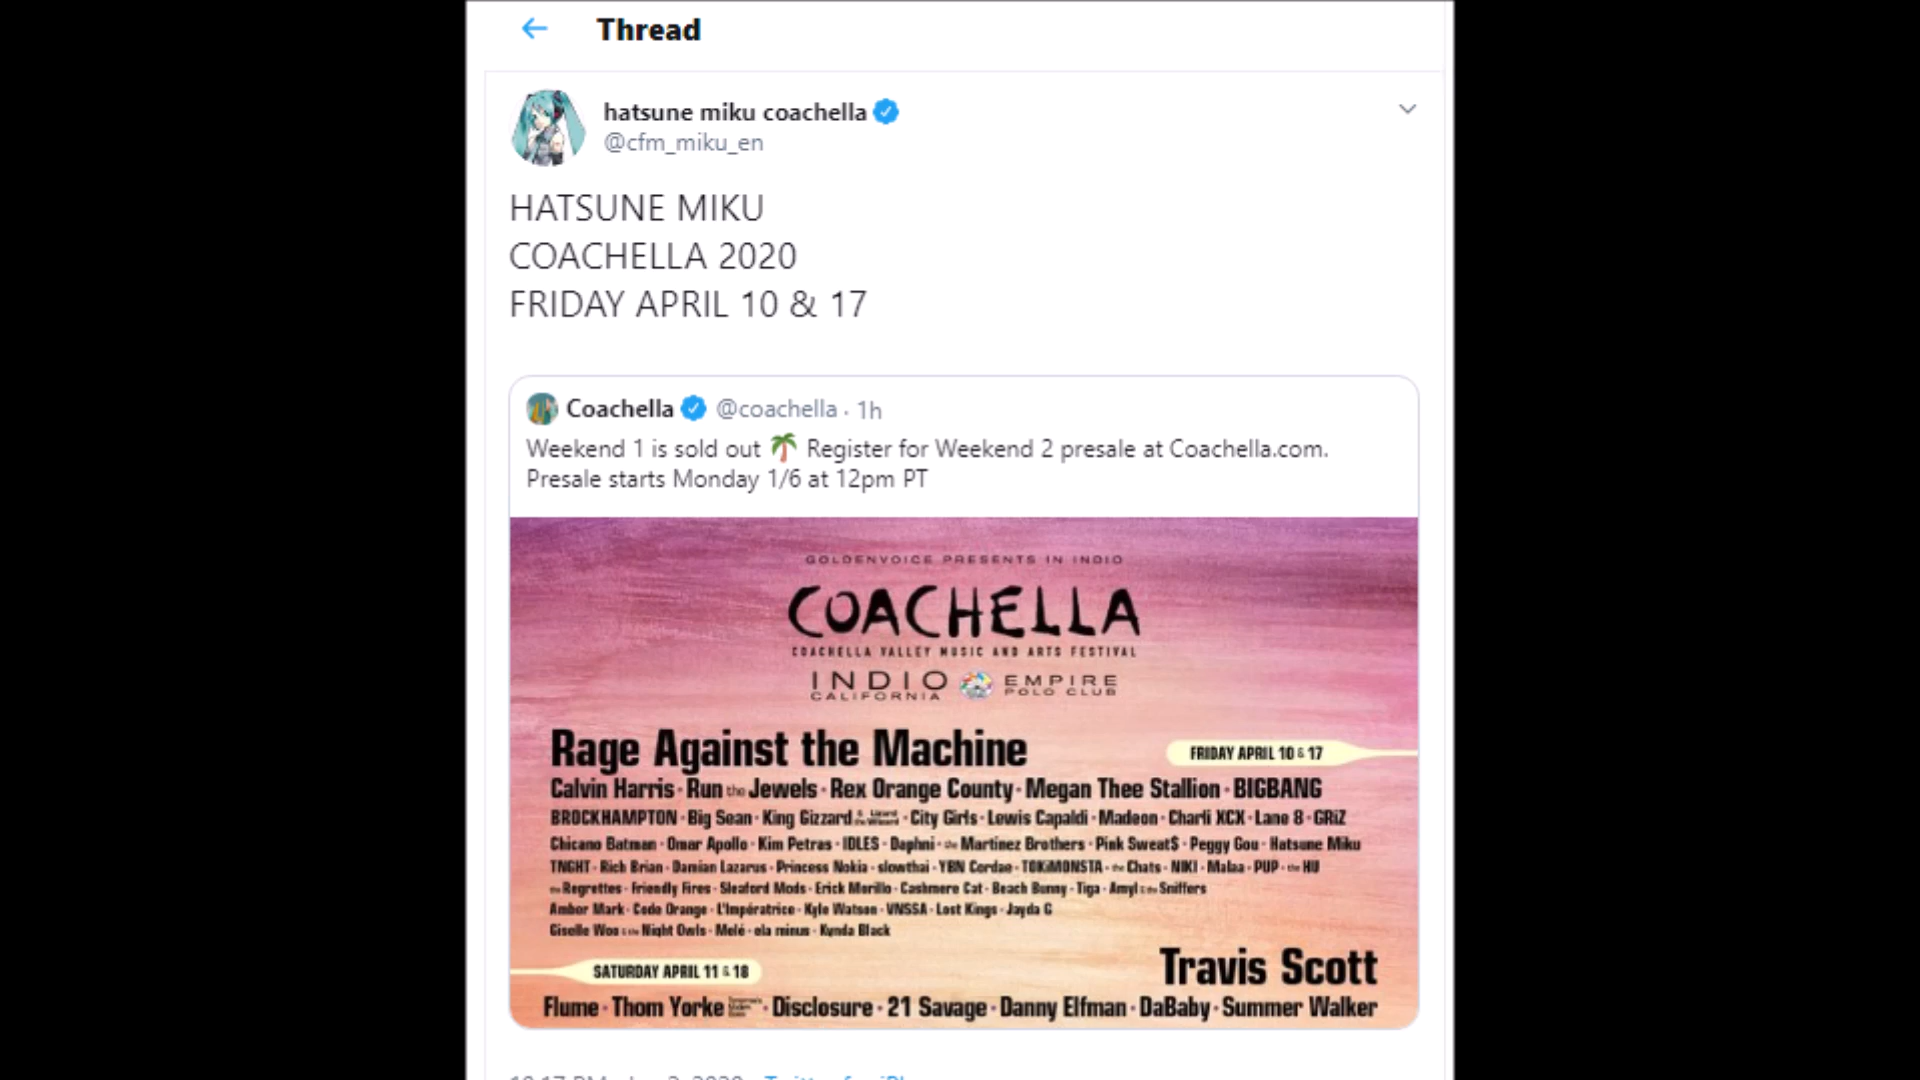 Thread
hatsune miku coachella
@cfm_miku_en
HATSUNE MIKU
COACHELLA 2020
FRIDAY APRIL 10 & 17
Coachella @coachella · 1h
Weekend 1 is sold out 🌴 Register for Weekend 2 presale at Coachella.com.
Presale starts Monday 1/6 at 12pm PT
GOLDENVOICE PRESENTS IN INDIO
COACHELLA
COACHELLA VALLEY MUSIC AND ARTS FESTIVAL
INDIO EMPIRE
CALIFORNIA POLO CLUB
Rage Against the Machine
FRIDAY APRIL 10 & 17
Calvin Harris · Run the Jewels · Rex Orange County · Megan Thee Stallion · BIGBANG
BROCKHAMPTON · Big Sean · King Gizzard · City Girls · Lewis Capaldi · Madeon · Charli XCX · Lane 8 · GRiZ
Chicano Batman · Omar Apollo · Kim Petras · IDLES · Daphni · the Martinez Brothers · Pink Sweat$ · Peggy Gou · Hatsune Miku
TNGHT · Rich Brian · Damian Lazarus · Princess Nokia · slowthai · YBN Cordae · TOKiMONSTA · the Chats · NIKI · Malaa · PUP · the HU
the Regrettes · Friendly Fires · Sleaford Mods · Erick Morillo · Cashmere Cat · Beach Bunny · Tiga · Amyl & the Sniffers
Amber Mark · Code Orange · L'Impératrice · Kyle Watson · VNSSA · Lost Kings · Jayda G
Giselle Woo & the Night Owls · Melé · ela minus · Kynda Black
Travis Scott
SATURDAY APRIL 11 & 18
Flume · Thom Yorke · Disclosure · 21 Savage · Danny Elfman · DaBaby · Summer Walker